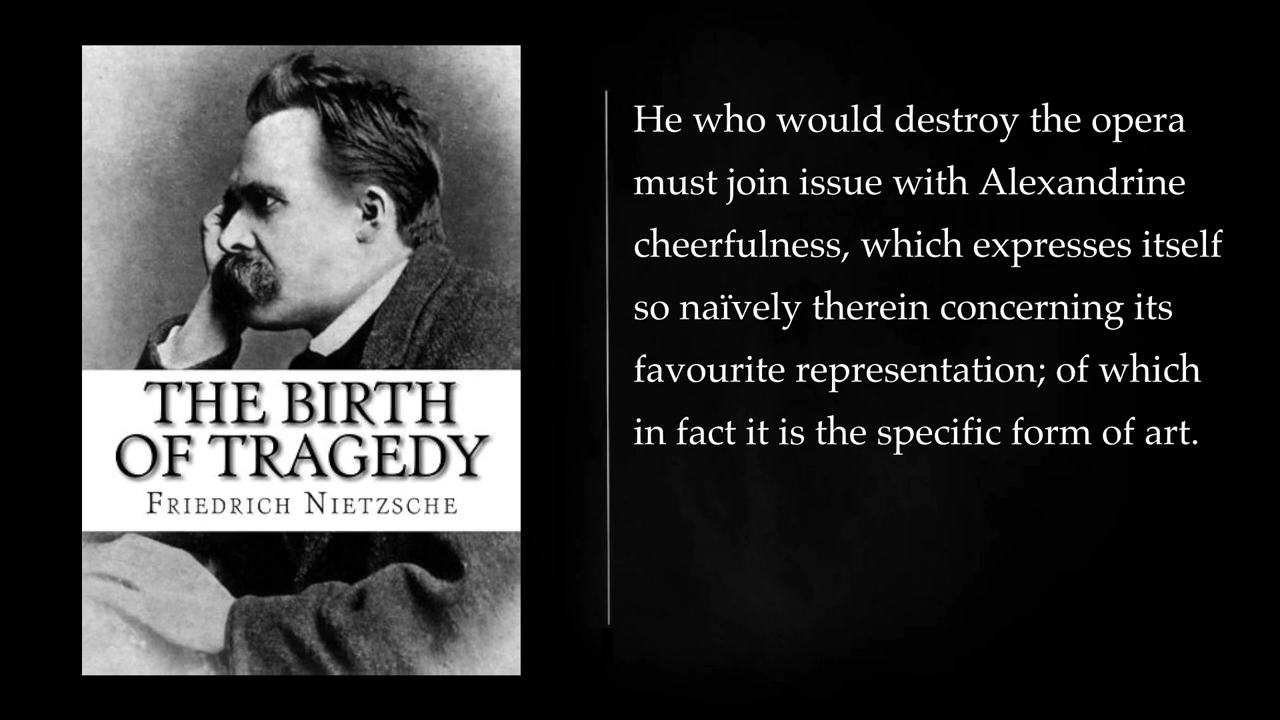 THE BIRTH
OF TRAGEDY
FRIEDRICH NIETZSCHE
He who would destroy the opera
must join issue with Alexandrine
cheerfulness, which expresses itself
so naïvely therein concerning its
favourite representation; of which
in fact it is the specific form of art.